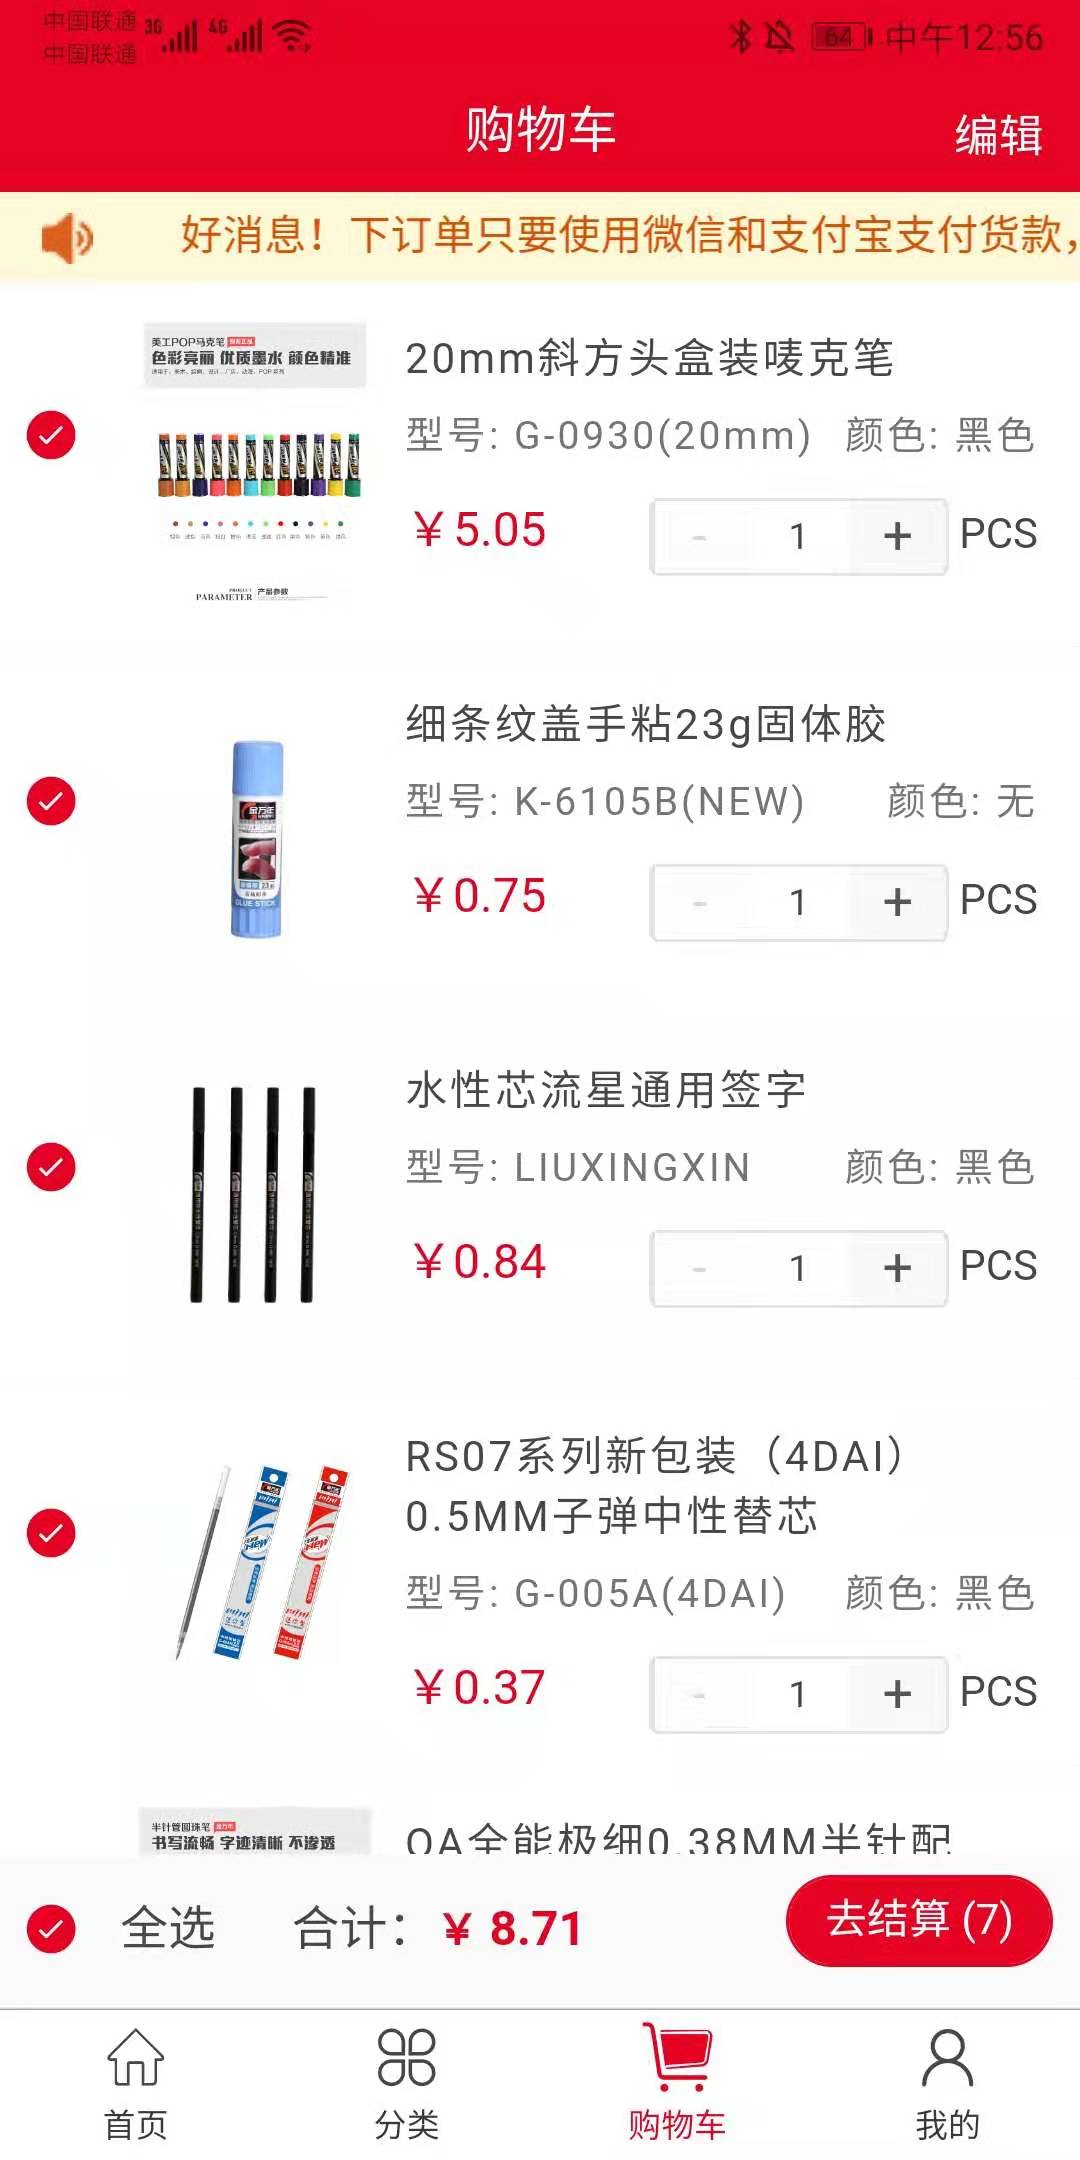 中国联通 3G 4G
中国联通
64 中午12:56
购物车
编辑
好消息！下订单只要使用微信和支付宝支付货款，
美工POP马克笔
色彩亮丽 优质墨水 颜色精准
PRODUCT
PARAMETER 产品参数
20mm斜方头盒装唛克笔
型号: G-0930(20mm) 颜色: 黑色
￥5.05
- 1 + PCS
金万年
GLUE STICK
细条纹盖手粘23g固体胶
型号: K-6105B(NEW) 颜色: 无
￥0.75
- 1 + PCS
水性芯流星通用签字
型号: LIUXINGXIN 颜色: 黑色
￥0.84
- 1 + PCS
RS07系列新包装（4DAI）
0.5MM子弹中性替芯
型号: G-005A(4DAI) 颜色: 黑色
￥0.37
- 1 + PCS
半针管圆珠笔 金万年
书写流畅 字迹清晰 不渗透
OA全能极细0.38MM半针配
全选
合计: ￥8.71
去结算 (7)
首页
分类
购物车
我的